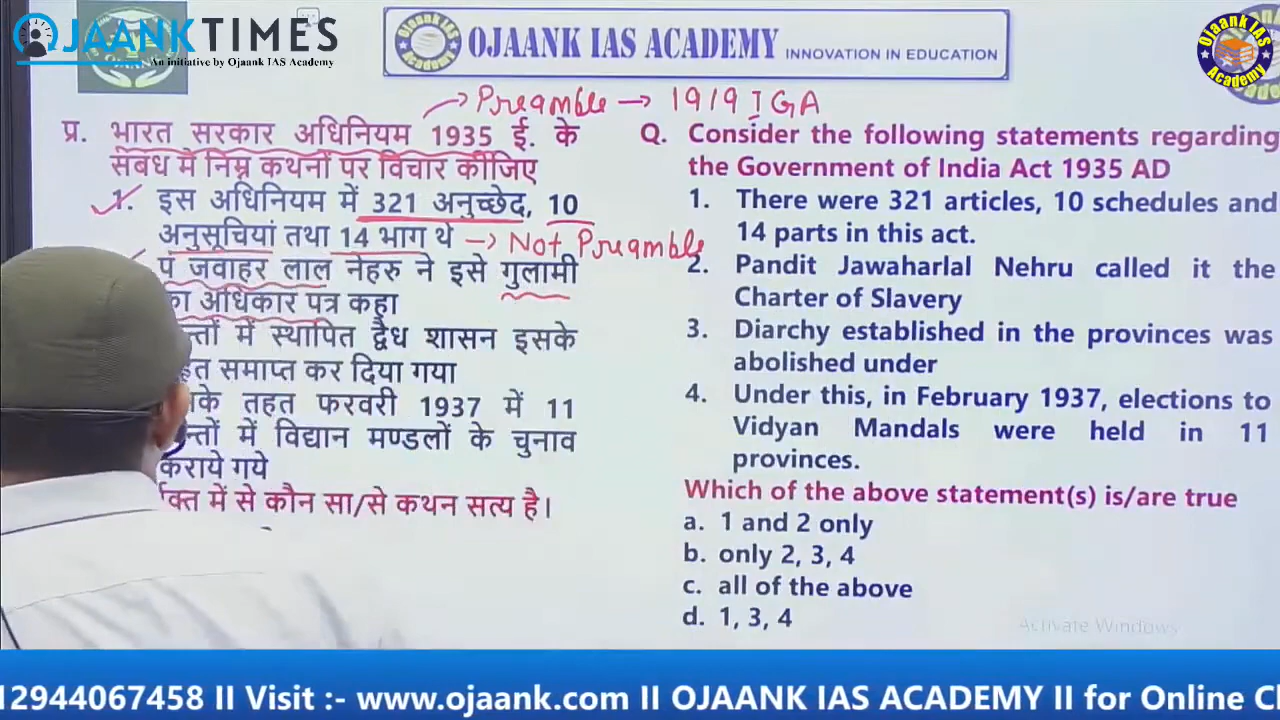 OJAANKTIMES
An initiative by Ojaank IAS Academy
OJAANK IAS ACADEMY INNOVATION IN EDUCATION
Ojaank IAS Academy
→ Preamble → 1919 I G A
प्र. भारत सरकार अधिनियम 1935 ई. के
संबंध में निम्न कथनों पर विचार कीजिए
1. इस अधिनियम में 321 अनुच्छेद, 10
अनुसूचियां तथा 14 भाग थे → Not Preamble
पं जवाहर लाल नेहरु ने इसे गुलामी
का अधिकार पत्र कहा
में स्थापित द्वैध शासन इसके
समाप्त कर दिया गया
तहत फरवरी 1937 में 11
में विद्यान मण्डलों के चुनाव
कराये गये
में से कौन सा/से कथन सत्य है।
Q. Consider the following statements regarding
the Government of India Act 1935 AD
1. There were 321 articles, 10 schedules and
14 parts in this act.
2. Pandit Jawaharlal Nehru called it the
Charter of Slavery
3. Diarchy established in the provinces was
abolished under
4. Under this, in February 1937, elections to
Vidyan Mandals were held in 11
provinces.
Which of the above statement(s) is/are true
a. 1 and 2 only
b. only 2, 3, 4
c. all of the above
d. 1, 3, 4
Activate Windows
12944067458 II Visit :- www.ojaank.com II OJAANK IAS ACADEMY II for Online